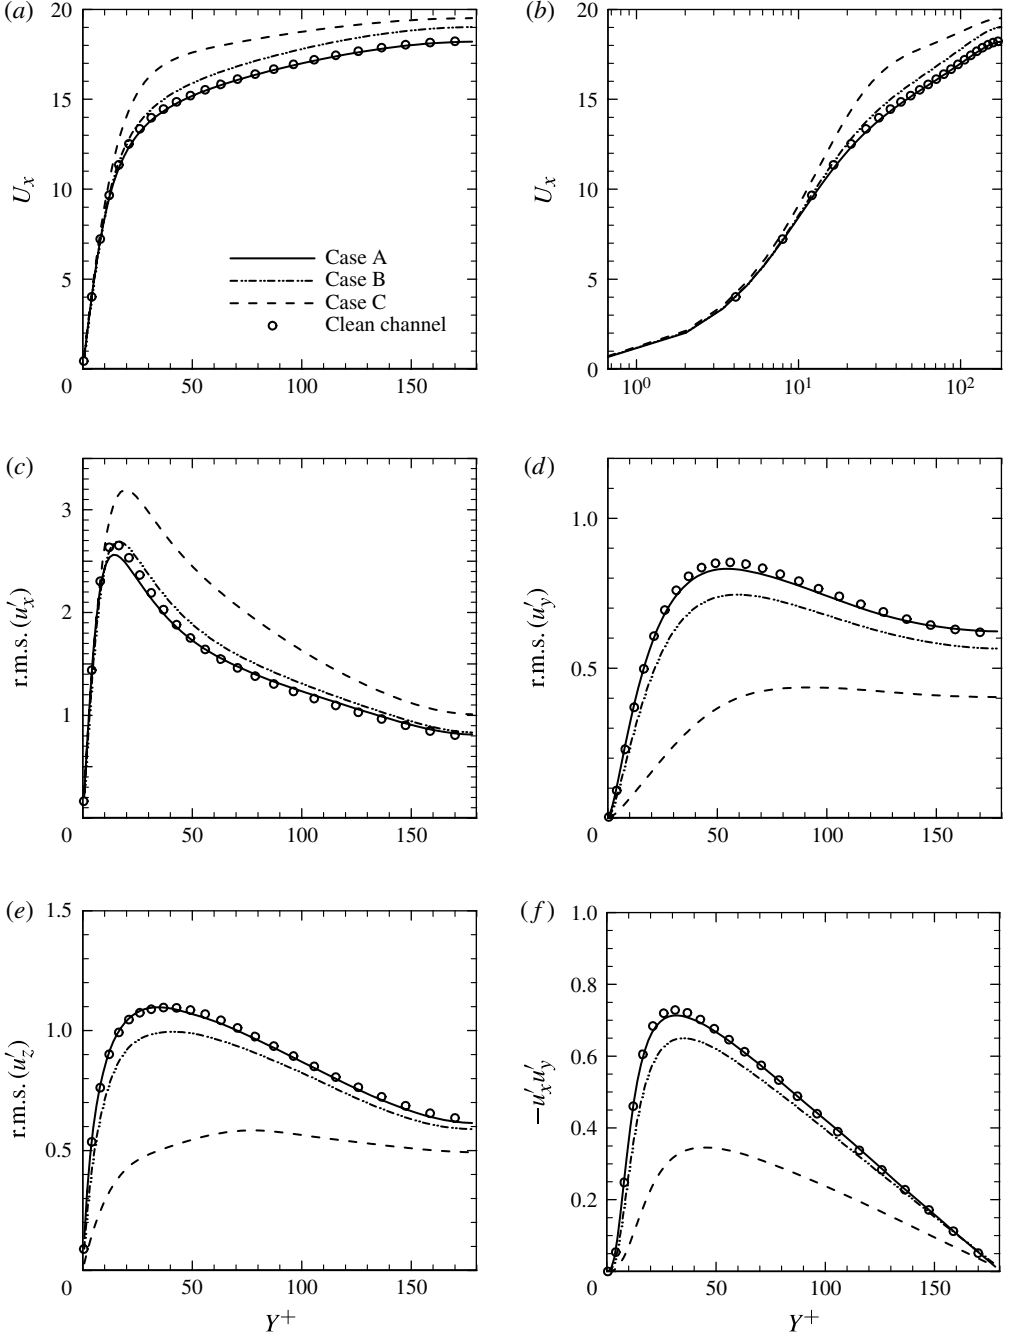 (a)
20
15
10
5
0
U_x
50
100
150
Case A
Case B
Case C
Clean channel
(b)
20
15
10
5
0
U_x
10^0
10^1
10^2
(c)
3
2
1
0
r.m.s. (u'_x)
50
100
150
(d)
1.0
0.5
0
r.m.s. (u'_y)
50
100
150
(e)
1.5
1.0
0.5
0
r.m.s. (u'_z)
50
100
150
Y^+
(f)
1.0
0.8
0.6
0.4
0.2
0
−u'_x u'_y
50
100
150
Y^+